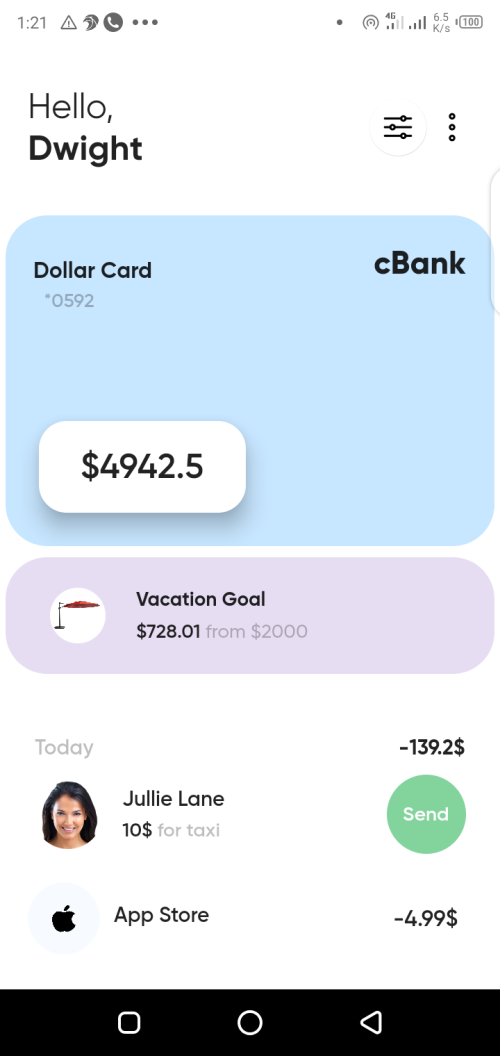 1:21
4G
6.5
K/s
100
Hello,
Dwight
Dollar Card
cBank
*0592
$4942.5
Vacation Goal
$728.01 from $2000
Today
-139.2$
Jullie Lane
10$ for taxi
Send
App Store
-4.99$